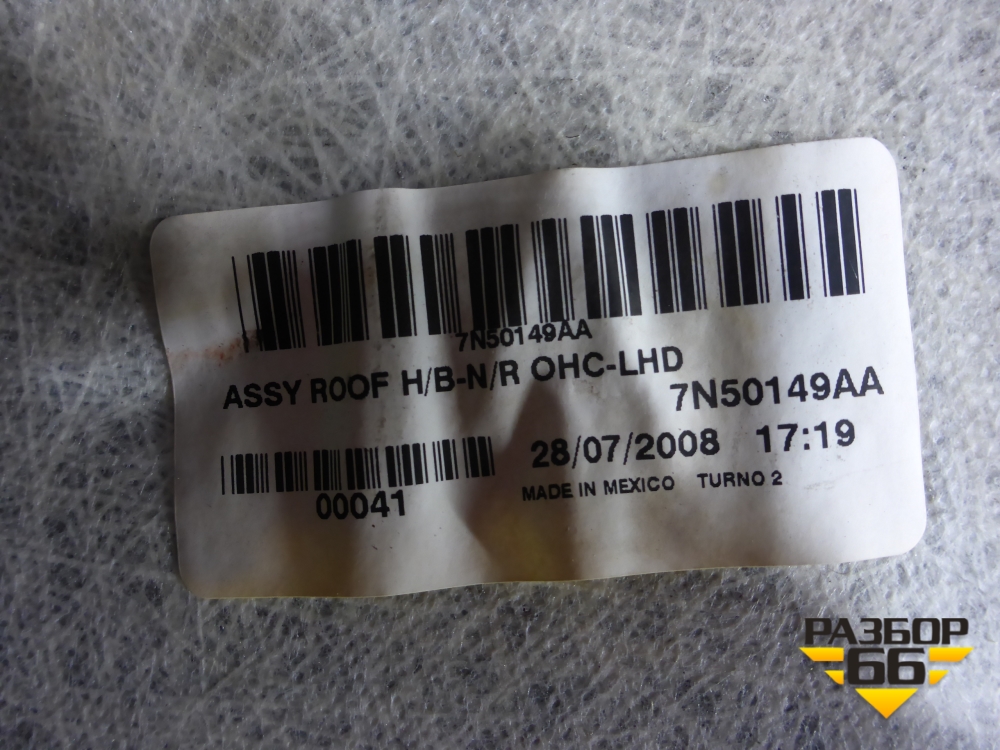 7N50149AA
ASSY ROOF H/B-N/R OHC-LHD
7N50149AA
28/07/2008 17:19
00041
MADE IN MEXICO TURNO 2
РАЗБОР
66